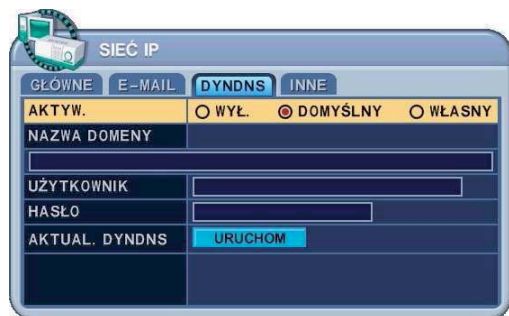 SIEĆ IP
GŁÓWNE E-MAIL DYNDNS INNE
AKTYW. WYŁ. DOMYŚLNY WŁASNY
NAZWA DOMENY
UŻYTKOWNIK
HASŁO
AKTUAL. DYNDNS URUCHOM